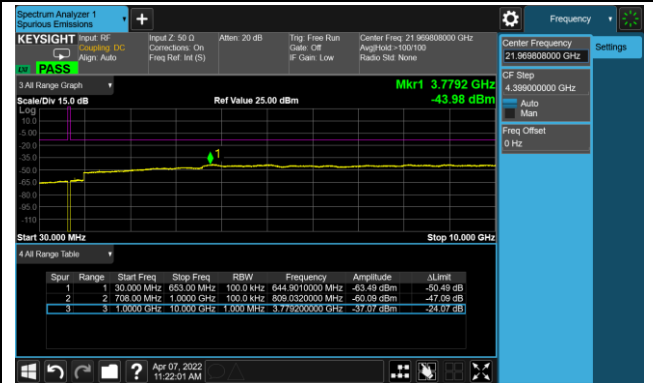 Spectrum Analyzer 1
Spurious Emissions
Frequency
KEYSIGHT
Input: RF
Coupling: DC
Align: Auto
Input Z: 50 Ω
Corrections: On
Freq Ref: Int (S)
Atten: 20 dB
Trig: Free Run
Gate: Off
IF Gain: Low
Center Freq: 21.969808000 GHz
Avg|Hold:>100/100
Radio Std: None
PASS
Center Frequency
21.969808000 GHz
Settings
CF Step
4.399000000 GHz
Auto
Man
Freq Offset
0 Hz
3 All Range Graph
Mkr1 3.7792 GHz
Scale/Div 15.0 dB
Ref Value 25.00 dBm
-43.98 dBm
Log
10.0
-5.00
-20.0
-35.0
-50.0
-65.0
-80.0
-95.0
-110
1
Start 30.000 MHz
Stop 10.000 GHz
4 All Range Table
Spur Range Start Freq Stop Freq RBW Frequency Amplitude ΔLimit
1 1 30.000 MHz 653.00 MHz 100.0 kHz 644.9010000 MHz -63.49 dBm -50.49 dB
2 2 708.00 MHz 1.0000 GHz 100.0 kHz 809.0320000 MHz -60.09 dBm -47.09 dB
3 3 1.0000 GHz 10.000 GHz 1.000 MHz 3.779200000 GHz -37.07 dBm -24.07 dB
Apr 07, 2022
11:22:01 AM